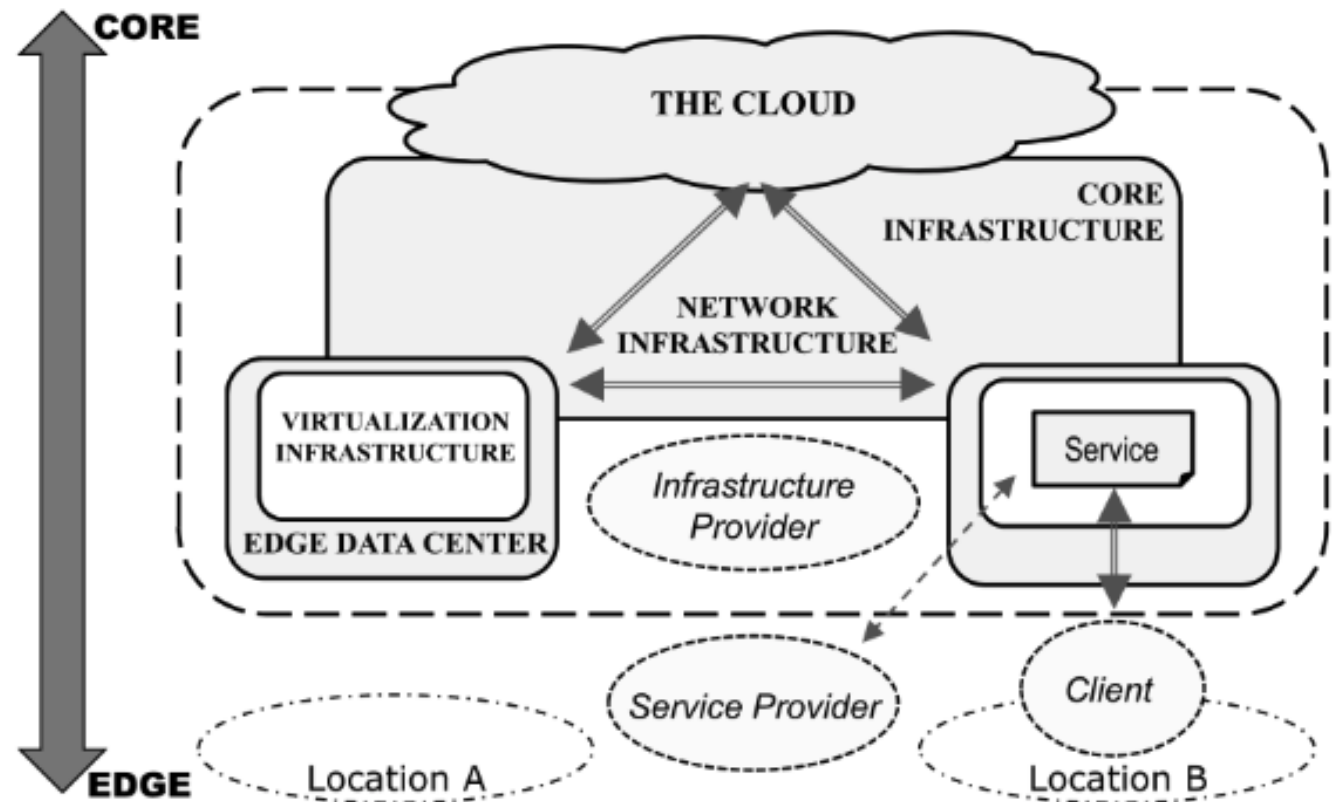 CORE
THE CLOUD
CORE
INFRASTRUCTURE
NETWORK
INFRASTRUCTURE
VIRTUALIZATION
INFRASTRUCTURE
EDGE DATA CENTER
Service
Infrastructure
Provider
Service Provider
Client
Location A
Location B
EDGE